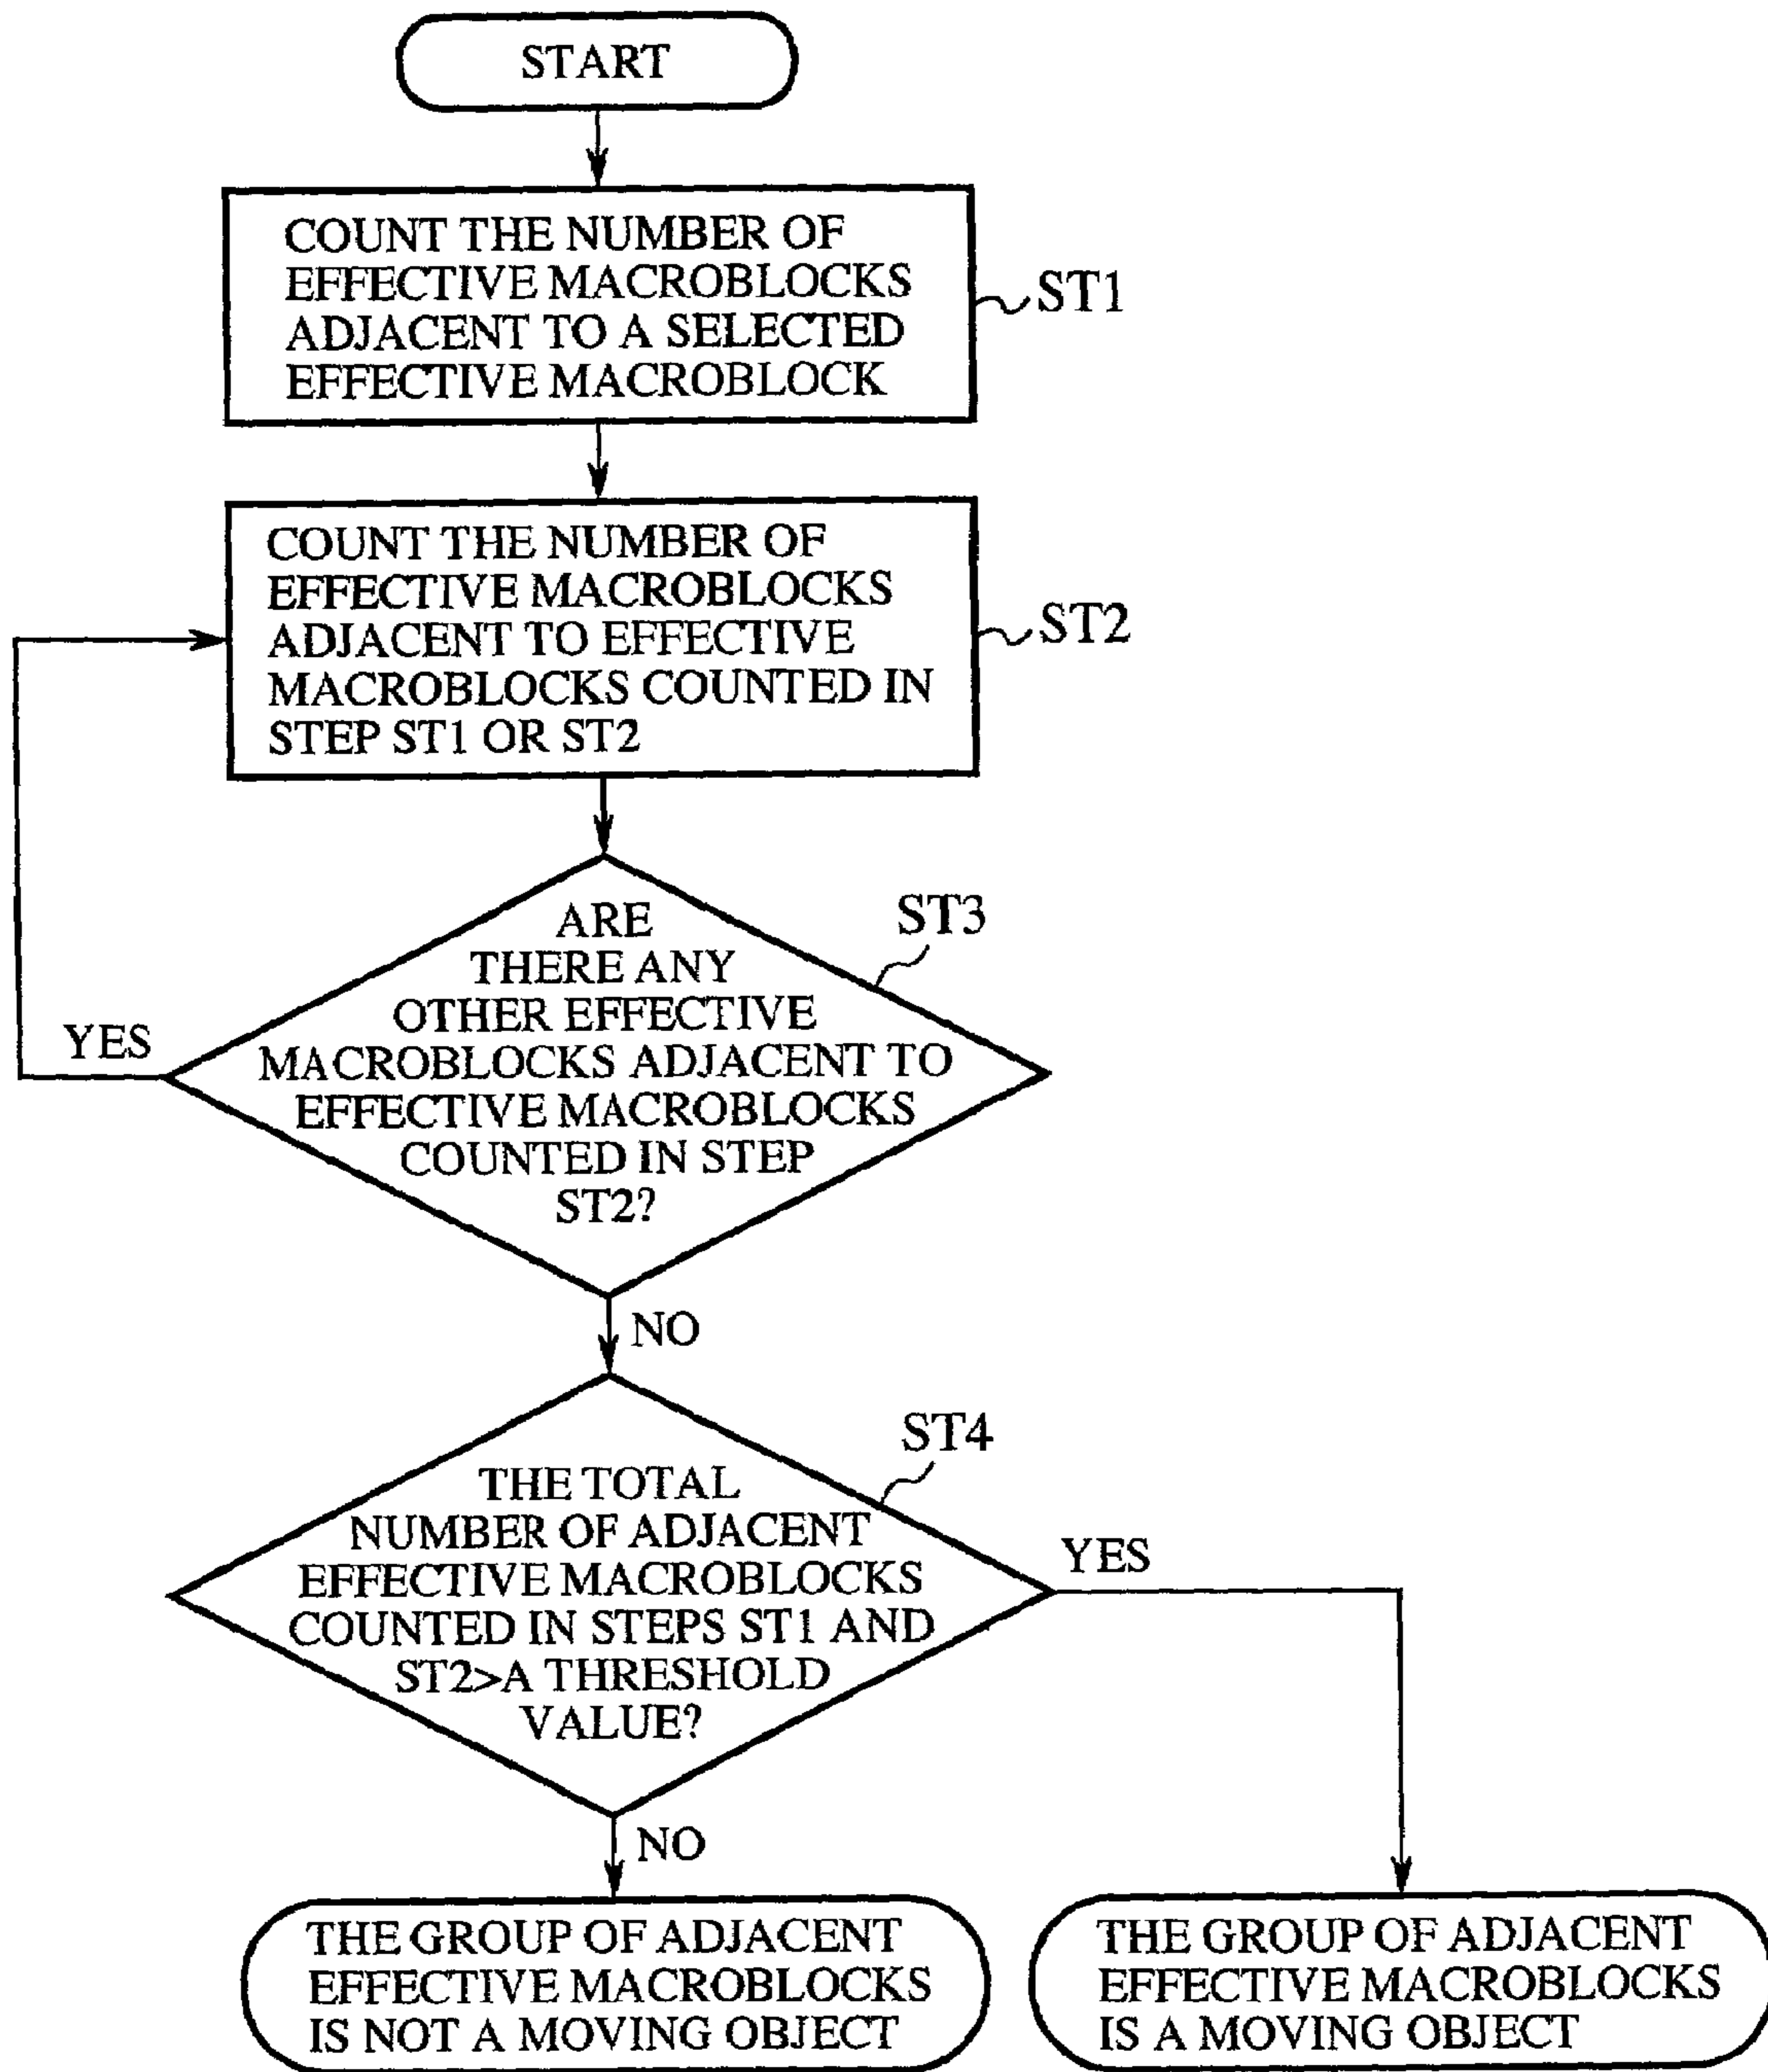 START
COUNT THE NUMBER OF
EFFECTIVE MACROBLOCKS
ADJACENT TO A SELECTED
EFFECTIVE MACROBLOCK
ST1
COUNT THE NUMBER OF
EFFECTIVE MACROBLOCKS
ADJACENT TO EFFECTIVE
MACROBLOCKS COUNTED IN
STEP ST1 OR ST2
ST2
ARE
THERE ANY
OTHER EFFECTIVE
MACROBLOCKS ADJACENT TO
EFFECTIVE MACROBLOCKS
COUNTED IN STEP
ST2?
ST3
YES
NO
THE TOTAL
NUMBER OF ADJACENT
EFFECTIVE MACROBLOCKS
COUNTED IN STEPS ST1 AND
ST2>A THRESHOLD
VALUE?
ST4
YES
NO
THE GROUP OF ADJACENT
EFFECTIVE MACROBLOCKS
IS NOT A MOVING OBJECT
THE GROUP OF ADJACENT
EFFECTIVE MACROBLOCKS
IS A MOVING OBJECT